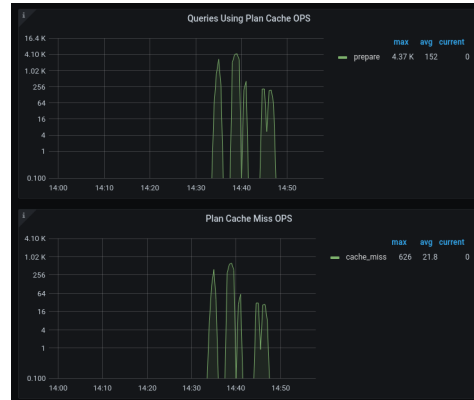 Queries Using Plan Cache OPS
max avg current
prepare 4.37 K 152 0
16.4 K
4.10 K
1.02 K
256
64
16
4
1
0.100
14:00 14:10 14:20 14:30 14:40 14:50
Plan Cache Miss OPS
max avg current
cache_miss 626 21.8 0
4.10 K
1.02 K
256
64
16
4
1
0.100
14:00 14:10 14:20 14:30 14:40 14:50